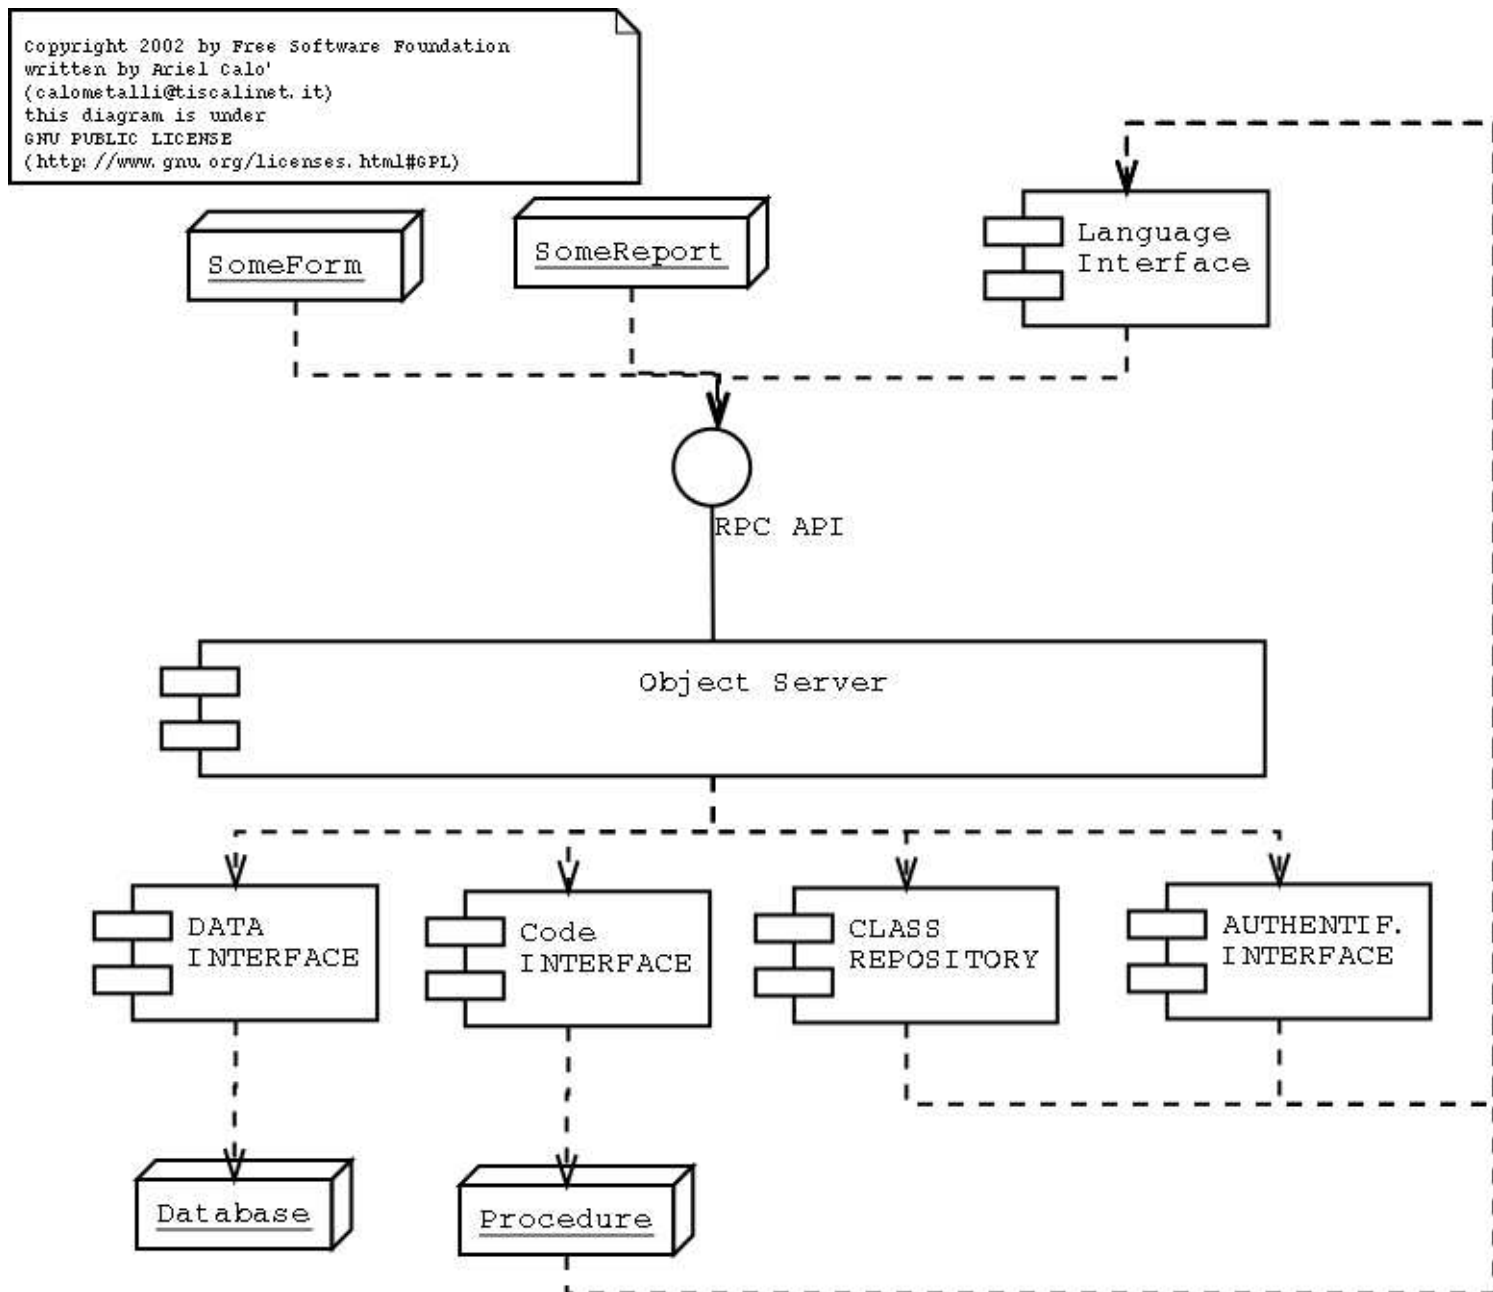 Copyright 2002 by Free Software Foundation
written by Ariel Calo'
(calometalli@tiscalinet.it)
this diagram is under
GNU PUBLIC LICENSE
(http://www.gnu.org/licenses.html#GPL)
SomeForm
SomeReport
Language
Interface
RPC API
Object Server
DATA
INTERFACE
Code
INTERFACE
CLASS
REPOSITORY
AUTHENTIF.
INTERFACE
Database
Procedure